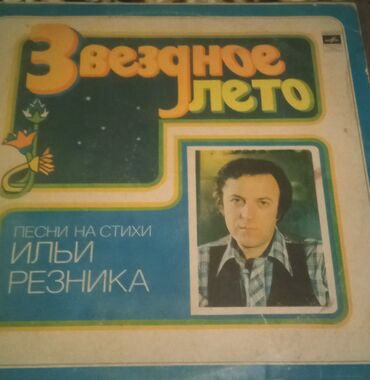 Звездное
лето
ПЕСНИ НА СТИХИ
ИЛЬИ
РЕЗНИКА